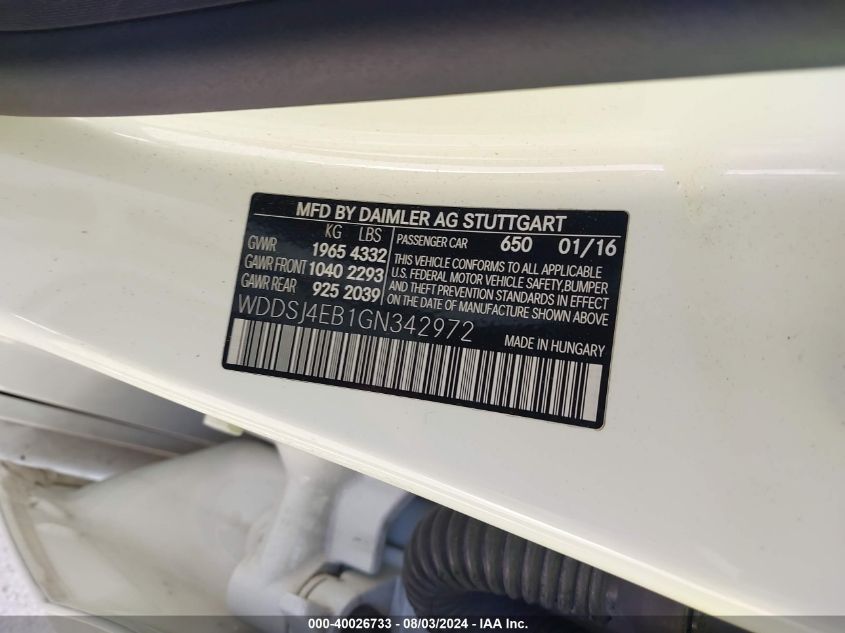 MFD BY DAIMLER AG STUTTGART
KG LBS
GVWR 1965 4332
GAWR FRONT 1040 2293
GAWR REAR 925 2039
PASSENGER CAR 650 01/16
THIS VEHICLE CONFORMS TO ALL APPLICABLE
U.S. FEDERAL MOTOR VEHICLE SAFETY,BUMPER
AND THEFT PREVENTION STANDARDS IN EFFECT
ON THE DATE OF MANUFACTURE SHOWN ABOVE
WDDSJ4EB1GN342972
MADE IN HUNGARY
000-40026733 - 08/03/2024 - IAA Inc.